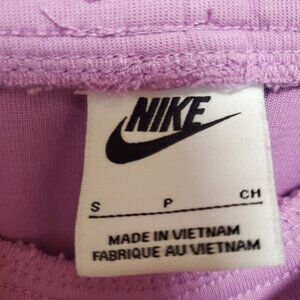 NIKE
S P CH
MADE IN VIETNAM
FABRIQUE AU VIETNAM